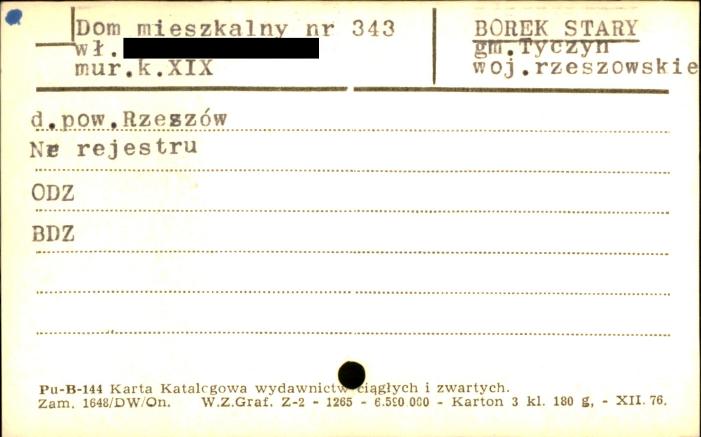 Dom mieszkalny nr 343
wł.
mur.k.XIX
BOREK STARY
gm.Tyczyn
woj.rzeszowskie
d.pow.Rzeszów
Nr rejestru
ODZ
BDZ
Pu-B-144 Karta Katalogowa wydawnictw ciągłych i zwartych.
Zam. 1648/DW/On. W.Z.Graf. Z-2 - 1265 - 6.500 000 - Karton 3 kl. 180 g, - XII. 76.